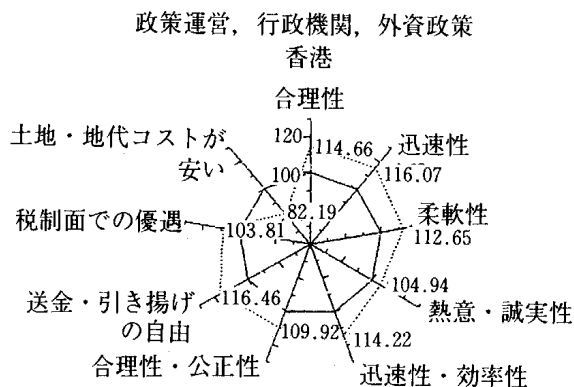 政策運営，行政機関，外資政策
香港
合理性
120
114.66
迅速性
116.07
100
土地・地代コストが
安い
82.19
柔軟性
112.65
税制面での優遇
103.81
104.94
熱意・誠実性
送金・引き揚げ
の自由
116.46
109.92
114.22
合理性・公正性
迅速性・効率性